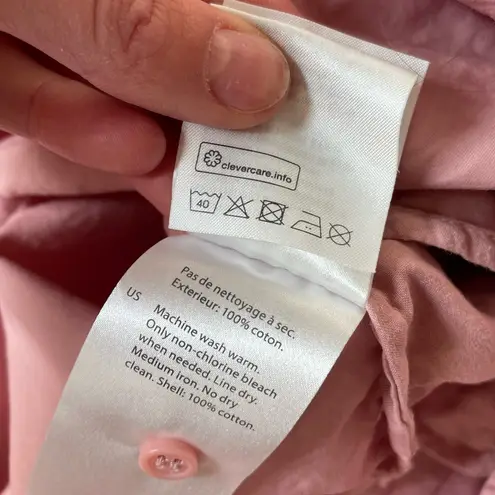 clevercare.info
40
Pas de nettoyage à sec.
Exterieur: 100% coton.
US
Machine wash warm.
Only non-chlorine bleach
when needed. Line dry.
Medium iron. No dry
clean. Shell: 100% cotton.